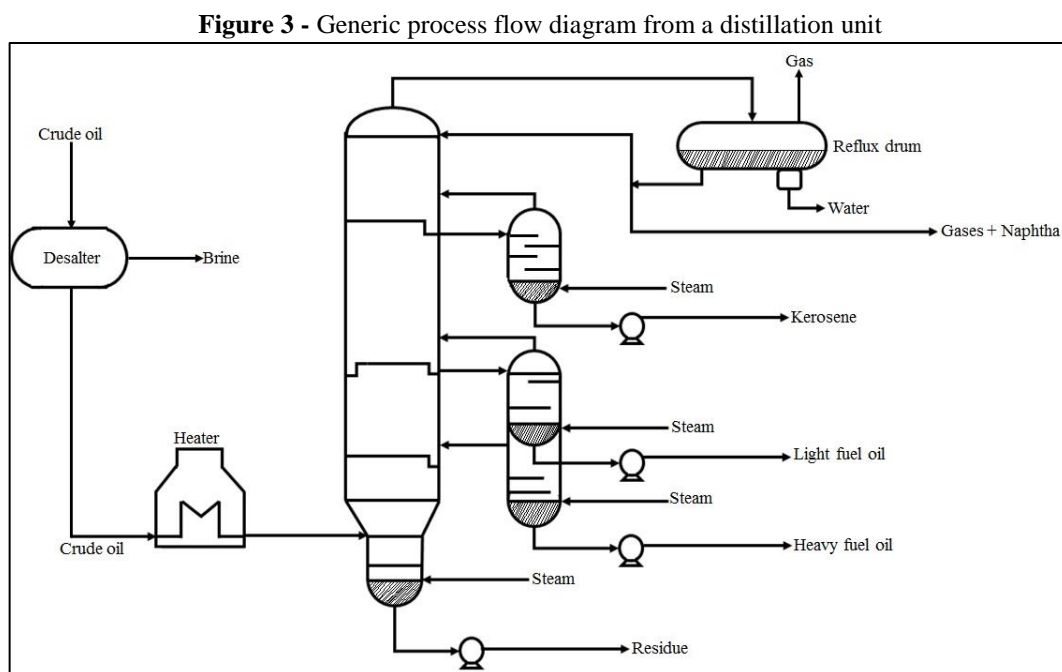 Figure 3 - Generic process flow diagram from a distillation unit
Gas
Crude oil
Reflux drum
Water
Gases + Naphtha
Desalter
Brine
Steam
Kerosene
Heater
Steam
Light fuel oil
Steam
Crude oil
Heavy fuel oil
Steam
Residue